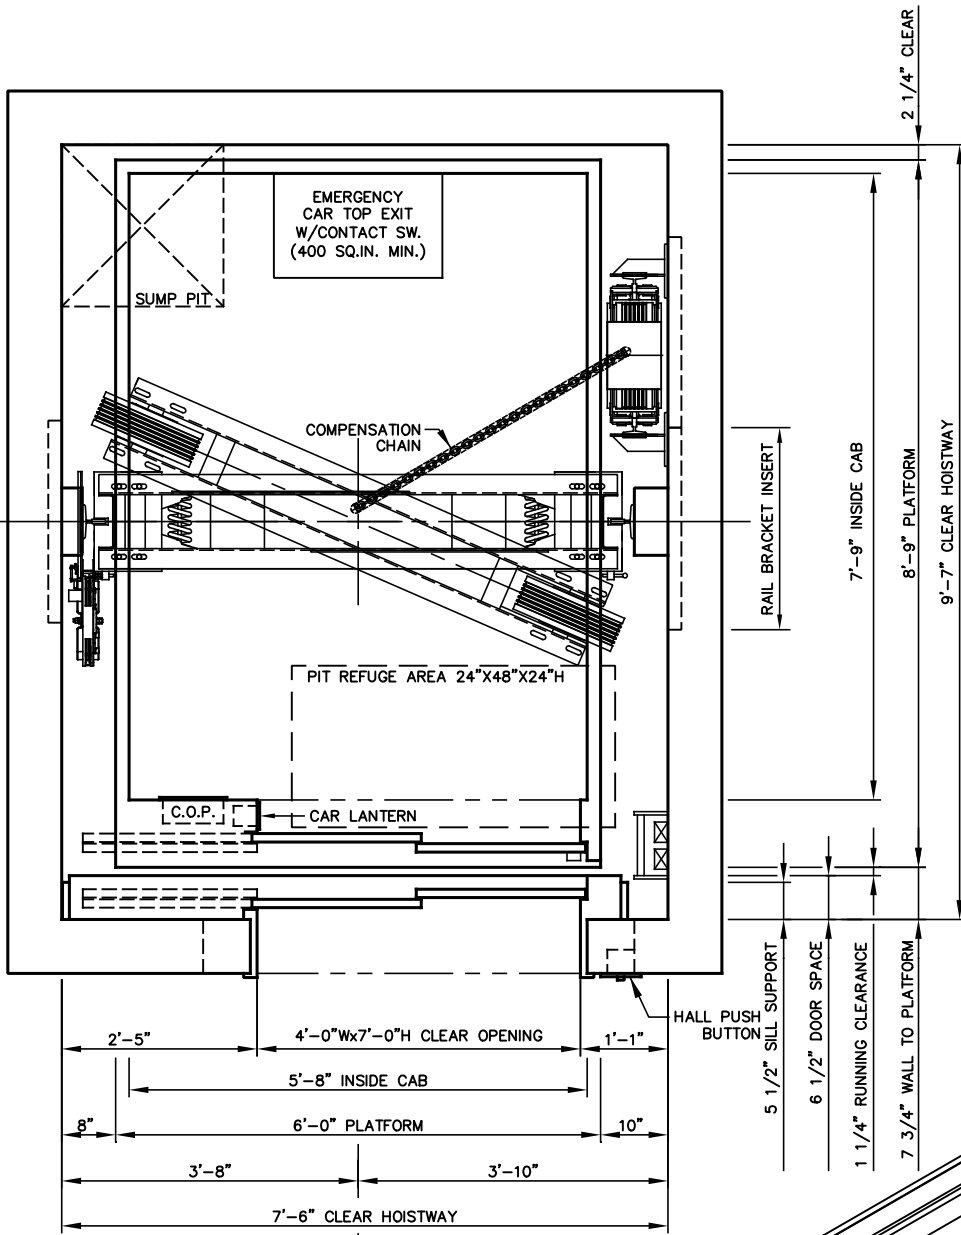 2 1/4" CLEAR
EMERGENCY
CAR TOP EXIT
W/CONTACT SW.
(400 SQ.IN. MIN.)
SUMP PIT
COMPENSATION
CHAIN
RAIL BRACKET INSERT
7'-9" INSIDE CAB
8'-9" PLATFORM
9'-7" CLEAR HOISTWAY
PIT REFUGE AREA 24"X48"X24"H
C.O.P.
CAR LANTERN
HALL PUSH
BUTTON
5 1/2" SILL SUPPORT
6 1/2" DOOR SPACE
1 1/4" RUNNING CLEARANCE
7 3/4" WALL TO PLATFORM
2'-5"
4'-0"Wx7'-0"H CLEAR OPENING
1'-1"
5'-8" INSIDE CAB
8"
6'-0" PLATFORM
10"
3'-8"
3'-10"
7'-6" CLEAR HOISTWAY